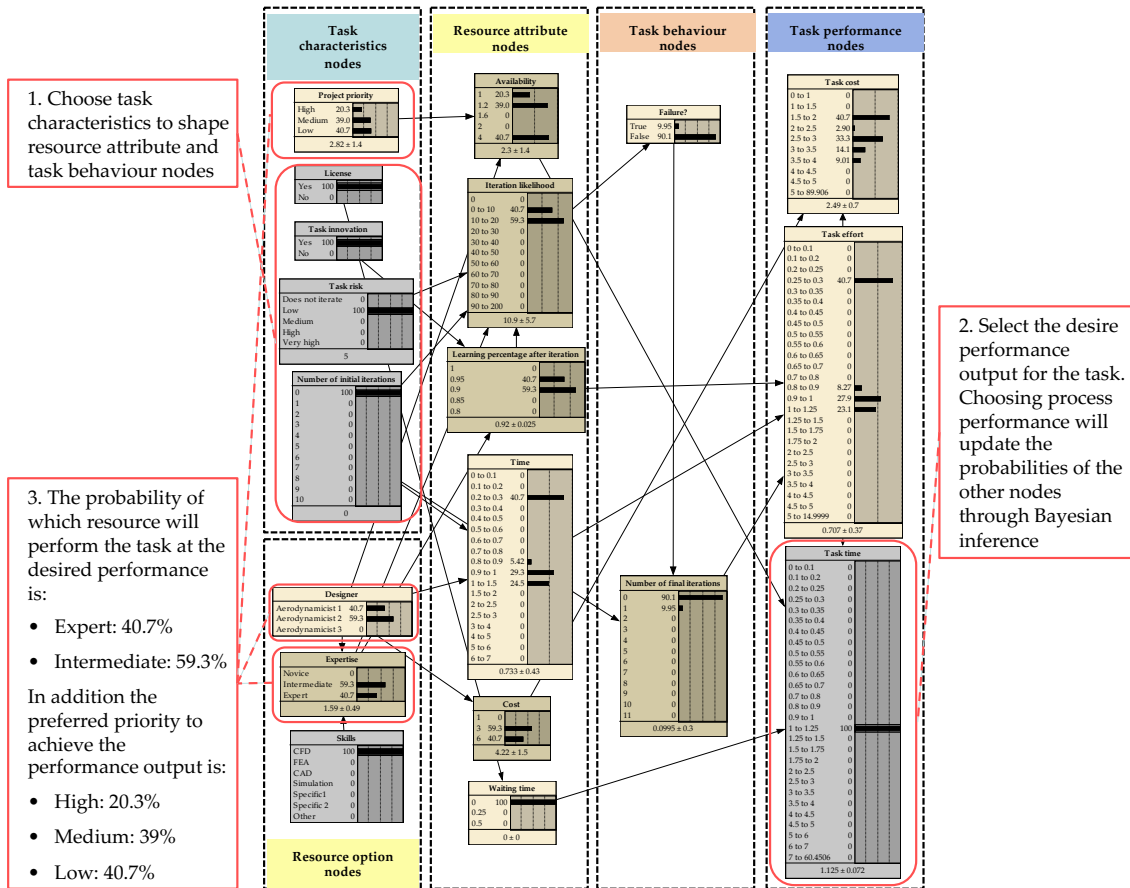 Task
characteristics
nodes
Resource attribute
nodes
Task behaviour
nodes
Task performance
nodes
1. Choose task
characteristics to shape
resource attribute and
task behaviour nodes
3. The probability of
which resource will
perform the task at the
desired performance
is:
• Expert: 40.7%
• Intermediate: 59.3%
In addition the
preferred priority to
achieve the
performance output is:
• High: 20.3%
• Medium: 39%
• Low: 40.7%
Project priority
High 20.3
Medium 39.0
Low 40.7
2.82 ± 1.4
License
Yes 100
No 0
Task innovation
Yes 100
No 0
Task risk
Does not iterate 0
Low 100
Medium 0
High 0
Very high 0
5
Number of initial iterations
0 100
1 0
2 0
3 0
4 0
5 0
6 0
7 0
8 0
9 0
10 0
0
Designer
Aerodynamicist 1 40.7
Aerodynamicist 2 59.3
Aerodynamicist 3 0
Expertise
Novice 0
Intermediate 59.3
Expert 40.7
1.59 ± 0.49
Skills
CFD 100
FEA 0
CAD 0
Simulation 0
Specific1 0
Specific 2 0
Other 0
Resource option
nodes
Availability
1 20.3
1.2 39.0
1.6 0
2 0
4 40.7
2.3 ± 1.4
Iteration likelihood
0 0
0 to 10 40.7
10 to 20 59.3
20 to 30 0
30 to 40 0
40 to 50 0
50 to 60 0
60 to 70 0
70 to 80 0
80 to 90 0
90 to 200 0
10.9 ± 5.7
Learning percentage after iteration
1 0
0.95 40.7
0.9 59.3
0.85 0
0.8 0
0.92 ± 0.025
Time
0 to 0.1 0
0.1 to 0.2 0
0.2 to 0.3 40.7
0.3 to 0.4 0
0.4 to 0.5 0
0.5 to 0.6 0
0.6 to 0.7 0
0.7 to 0.8 0
0.8 to 0.9 5.42
0.9 to 1 29.3
1 to 1.5 24.5
1.5 to 2 0
2 to 2.5 0
2.5 to 3 0
3 to 4 0
4 to 5 0
5 to 6 0
6 to 7 0
0.733 ± 0.43
Cost
1 0
3 59.3
6 40.7
4.22 ± 1.5
Waiting time
0 100
0.25 0
0.5 0
0 ± 0
Failure?
True 9.95
False 90.1
Number of final iterations
0 90.1
1 9.95
2 0
3 0
4 0
5 0
6 0
7 0
8 0
9 0
10 0
11 0
0.0995 ± 0.3
Task cost
0 to 1 0
1 to 1.5 0
1.5 to 2 40.7
2 to 2.5 2.90
2.5 to 3 33.3
3 to 3.5 14.1
3.5 to 4 9.01
4 to 4.5 0
4.5 to 5 0
5 to 89.906 0
2.49 ± 0.7
Task effort
0 to 0.1 0
0.1 to 0.2 0
0.2 to 0.25 0
0.25 to 0.3 40.7
0.3 to 0.35 0
0.35 to 0.4 0
0.4 to 0.45 0
0.45 to 0.5 0
0.5 to 0.55 0
0.55 to 0.6 0
0.6 to 0.65 0
0.65 to 0.7 0
0.7 to 0.8 0
0.8 to 0.9 8.27
0.9 to 1 27.9
1 to 1.25 23.1
1.25 to 1.5 0
1.5 to 1.75 0
1.75 to 2 0
2 to 2.5 0
2.5 to 3 0
3 to 3.5 0
3.5 to 4 0
4 to 4.5 0
4.5 to 5 0
5 to 14.9999 0
0.707 ± 0.37
Task time
0 to 0.1 0
0.1 to 0.2 0
0.2 to 0.25 0
0.25 to 0.3 0
0.3 to 0.35 0
0.35 to 0.4 0
0.4 to 0.45 0
0.45 to 0.5 0
0.5 to 0.55 0
0.55 to 0.6 0
0.6 to 0.65 0
0.65 to 0.7 0
0.7 to 0.8 0
0.8 to 0.9 0
0.9 to 1 0
1 to 1.25 100
1.25 to 1.5 0
1.5 to 1.75 0
1.75 to 2 0
2 to 2.5 0
2.5 to 3 0
3 to 3.5 0
3.5 to 4 0
4 to 4.5 0
4.5 to 5 0
5 to 6 0
6 to 7 0
7 to 60.4506 0
1.125 ± 0.072
2. Select the desire
performance
output for the task.
Choosing process
performance will
update the
probabilities of the
other nodes
through Bayesian
inference